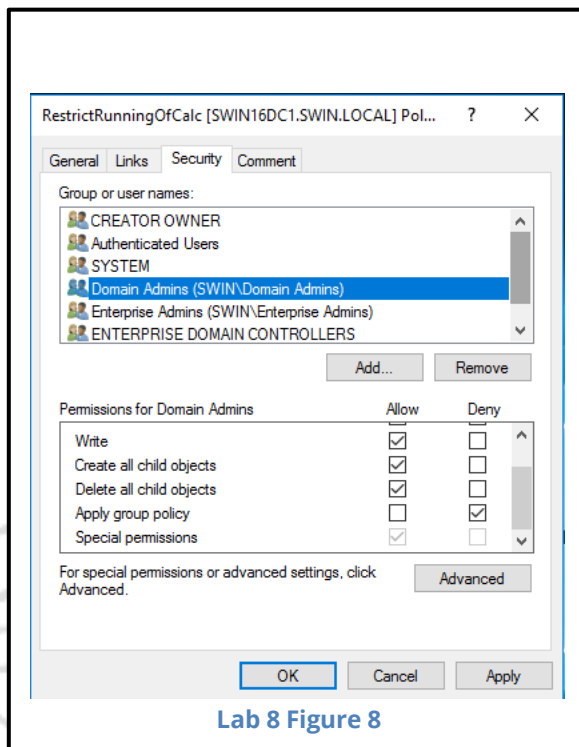 RestrictRunningOfCalc [SWIN16DC1.SWIN.LOCAL] Pol... ? ×
General Links Security Comment
Group or user names:
CREATOR OWNER
Authenticated Users
SYSTEM
Domain Admins (SWIN\Domain Admins)
Enterprise Admins (SWIN\Enterprise Admins)
ENTERPRISE DOMAIN CONTROLLERS
Add... Remove
Permissions for Domain Admins Allow Deny
Write
Create all child objects
Delete all child objects
Apply group policy
Special permissions
For special permissions or advanced settings, click
Advanced.
Advanced
OK Cancel Apply
Lab 8 Figure 8